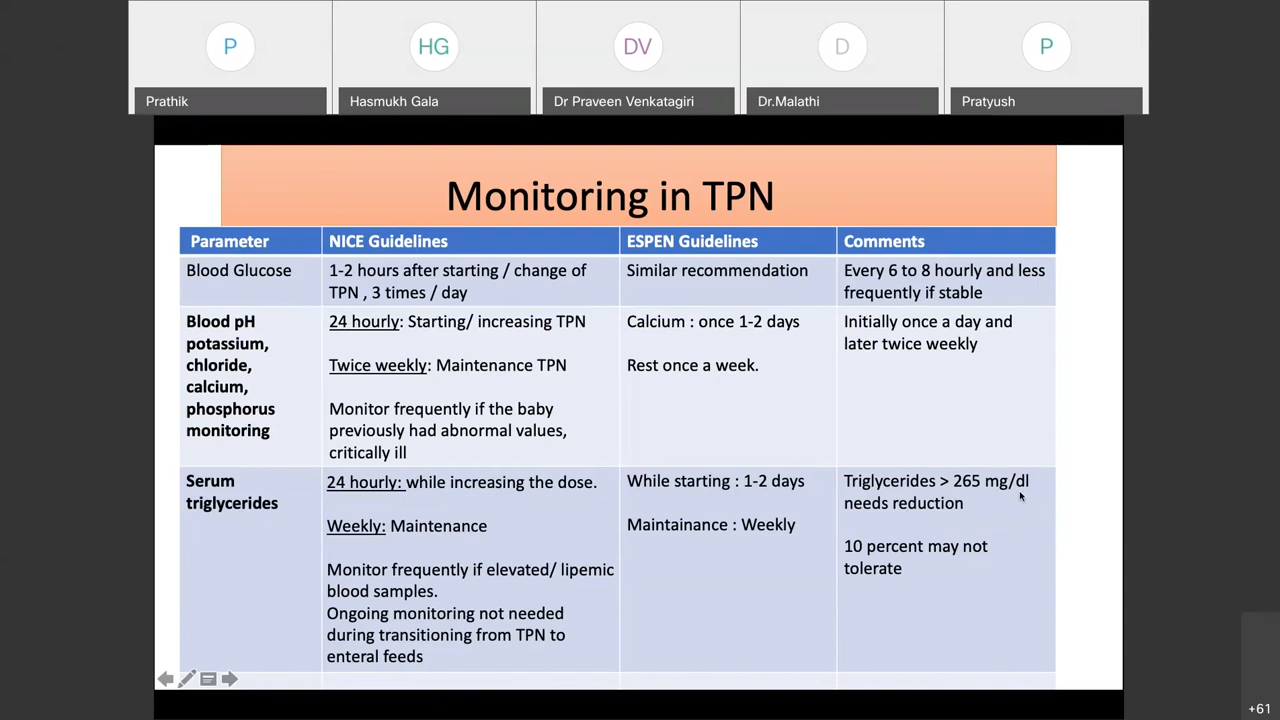 P
HG
DV
D
P
Prathik
Hasmukh Gala
Dr Praveen Venkatagiri
Dr.Malathi
Pratyush
Monitoring in TPN
Parameter
NICE Guidelines
ESPEN Guidelines
Comments
Blood Glucose
1-2 hours after starting / change of
TPN , 3 times / day
Similar recommendation
Every 6 to 8 hourly and less
frequently if stable
Blood pH
potassium,
chloride,
calcium,
phosphorus
monitoring
24 hourly: Starting/ increasing TPN
Twice weekly: Maintenance TPN
Monitor frequently if the baby
previously had abnormal values,
critically ill
Calcium : once 1-2 days
Rest once a week.
Initially once a day and
later twice weekly
Serum
triglycerides
24 hourly: while increasing the dose.
Weekly: Maintenance
Monitor frequently if elevated/ lipemic
blood samples.
Ongoing monitoring not needed
during transitioning from TPN to
enteral feeds
While starting : 1-2 days
Maintainance : Weekly
Triglycerides > 265 mg/dl
needs reduction
10 percent may not
tolerate
+61